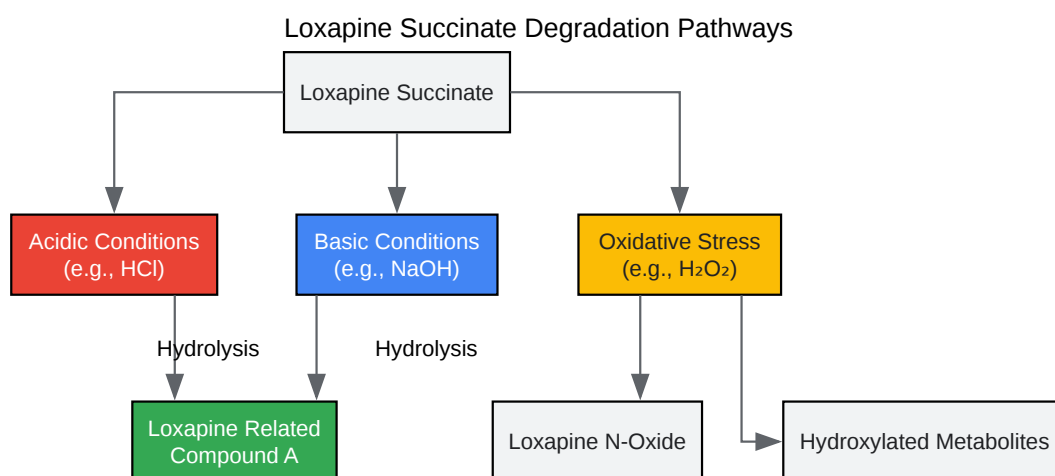 Loxapine Succinate Degradation Pathways
Loxapine Succinate
Acidic Conditions
(e.g., HCl)
Basic Conditions
(e.g., NaOH)
Oxidative Stress
(e.g., H₂O₂)
Hydrolysis
Hydrolysis
Loxapine Related
Compound A
Loxapine N-Oxide
Hydroxylated Metabolites